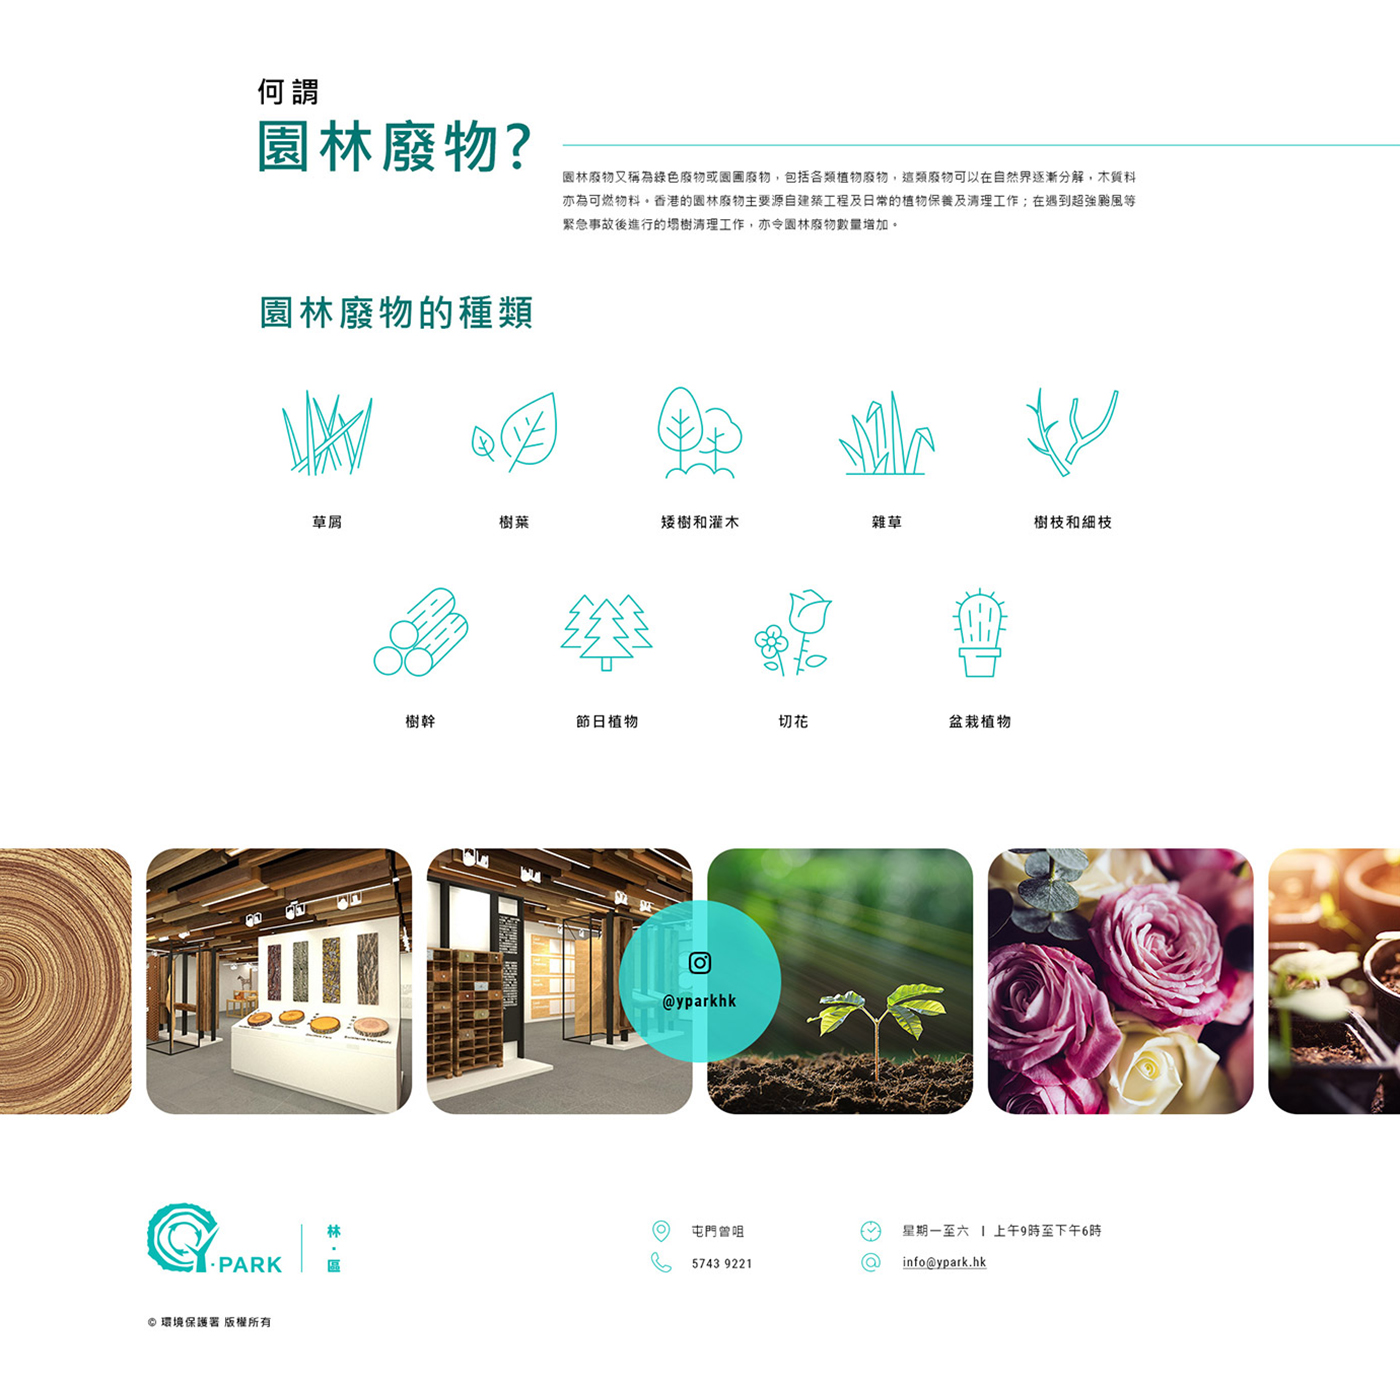 何謂
園林廢物?
園林廢物又稱為綠色廢物或園圃廢物，包括各類植物廢物，這類廢物可以在自然界逐漸分解，木質料
亦為可燃物料。香港的園林廢物主要源自建築工程及日常的植物保養及清理工作；在遇到超強颱風等
緊急事故後進行的塌樹清理工作，亦令園林廢物數量增加。
園林廢物的種類
草屑
樹葉
矮樹和灌木
雜草
樹枝和細枝
樹幹
節日植物
切花
盆栽植物
@yparkhk
Y·PARK
林·區
屯門曾咀
星期一至六 | 上午9時至下午6時
5743 9221
info@ypark.hk
© 環境保護署 版權所有